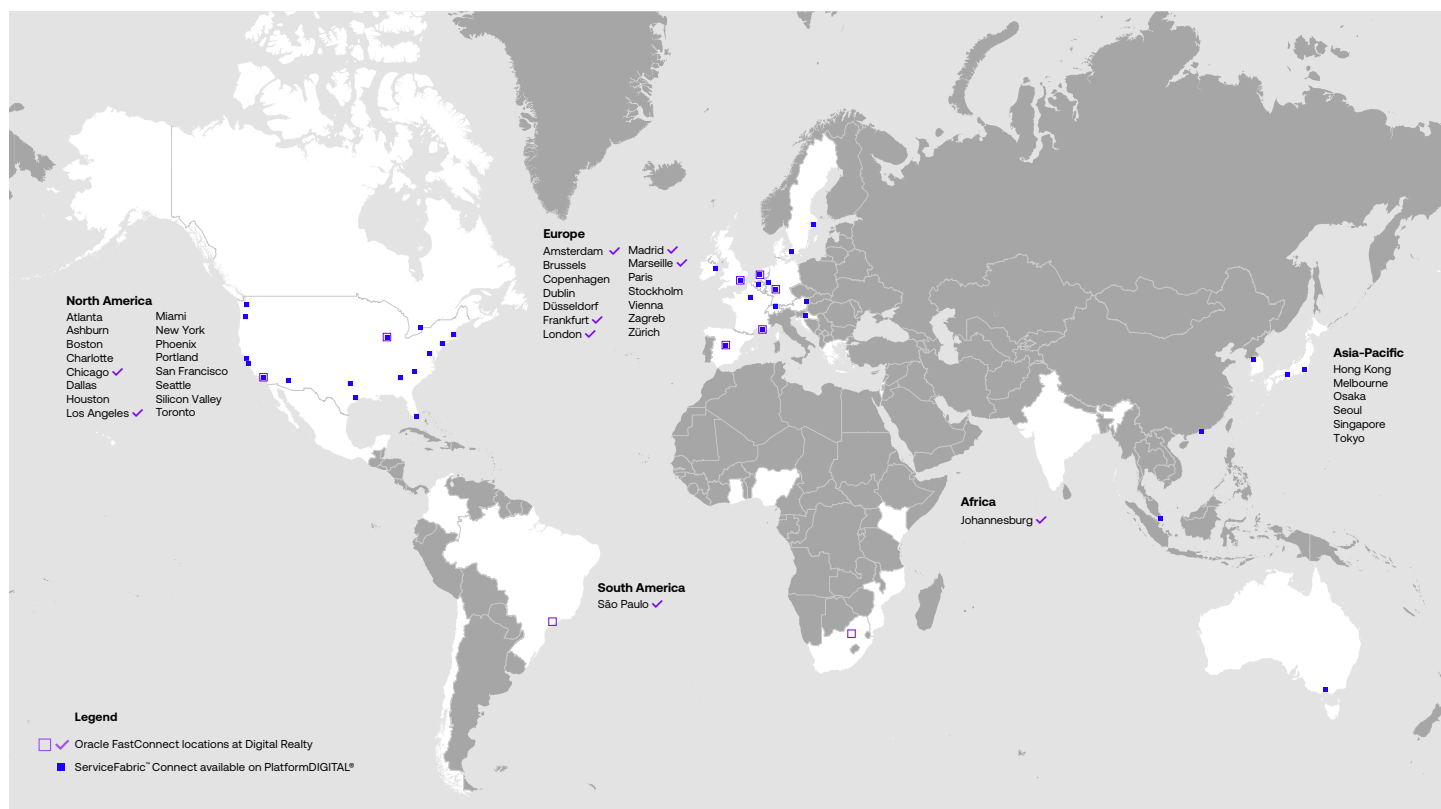 North America
Atlanta
Ashburn
Boston
Charlotte
Chicago ✓
Dallas
Houston
Los Angeles ✓
Miami
New York
Phoenix
Portland
San Francisco
Seattle
Silicon Valley
Toronto
Europe
Amsterdam ✓
Brussels
Copenhagen
Dublin
Düsseldorf
Frankfurt ✓
London ✓
Madrid ✓
Marseille ✓
Paris
Stockholm
Vienna
Zagreb
Zürich
Asia-Pacific
Hong Kong
Melbourne
Osaka
Seoul
Singapore
Tokyo
Africa
Johannesburg ✓
South America
São Paulo ✓
Legend
Oracle FastConnect locations at Digital Realty
ServiceFabric™ Connect available on PlatformDIGITAL®